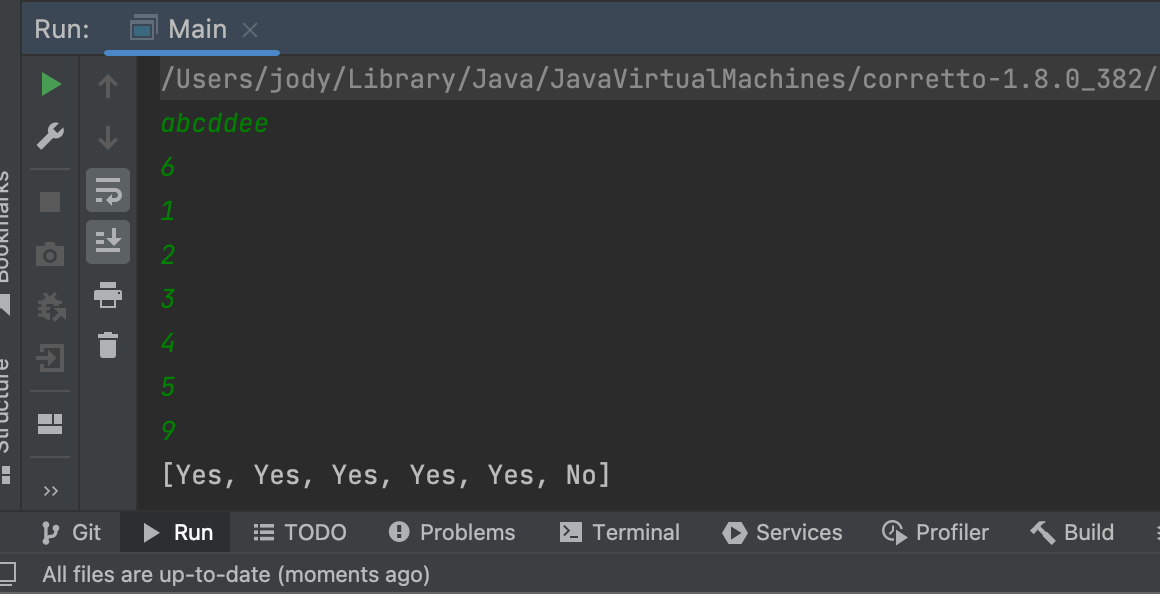 Run: Main
/Users/jody/Library/Java/JavaVirtualMachines/corretto-1.8.0_382/
abcddee
6
1
2
3
4
5
9
[Yes, Yes, Yes, Yes, Yes, No]
Bookmarks
Structure
Git Run TODO Problems Terminal Services Profiler Build
All files are up-to-date (moments ago)